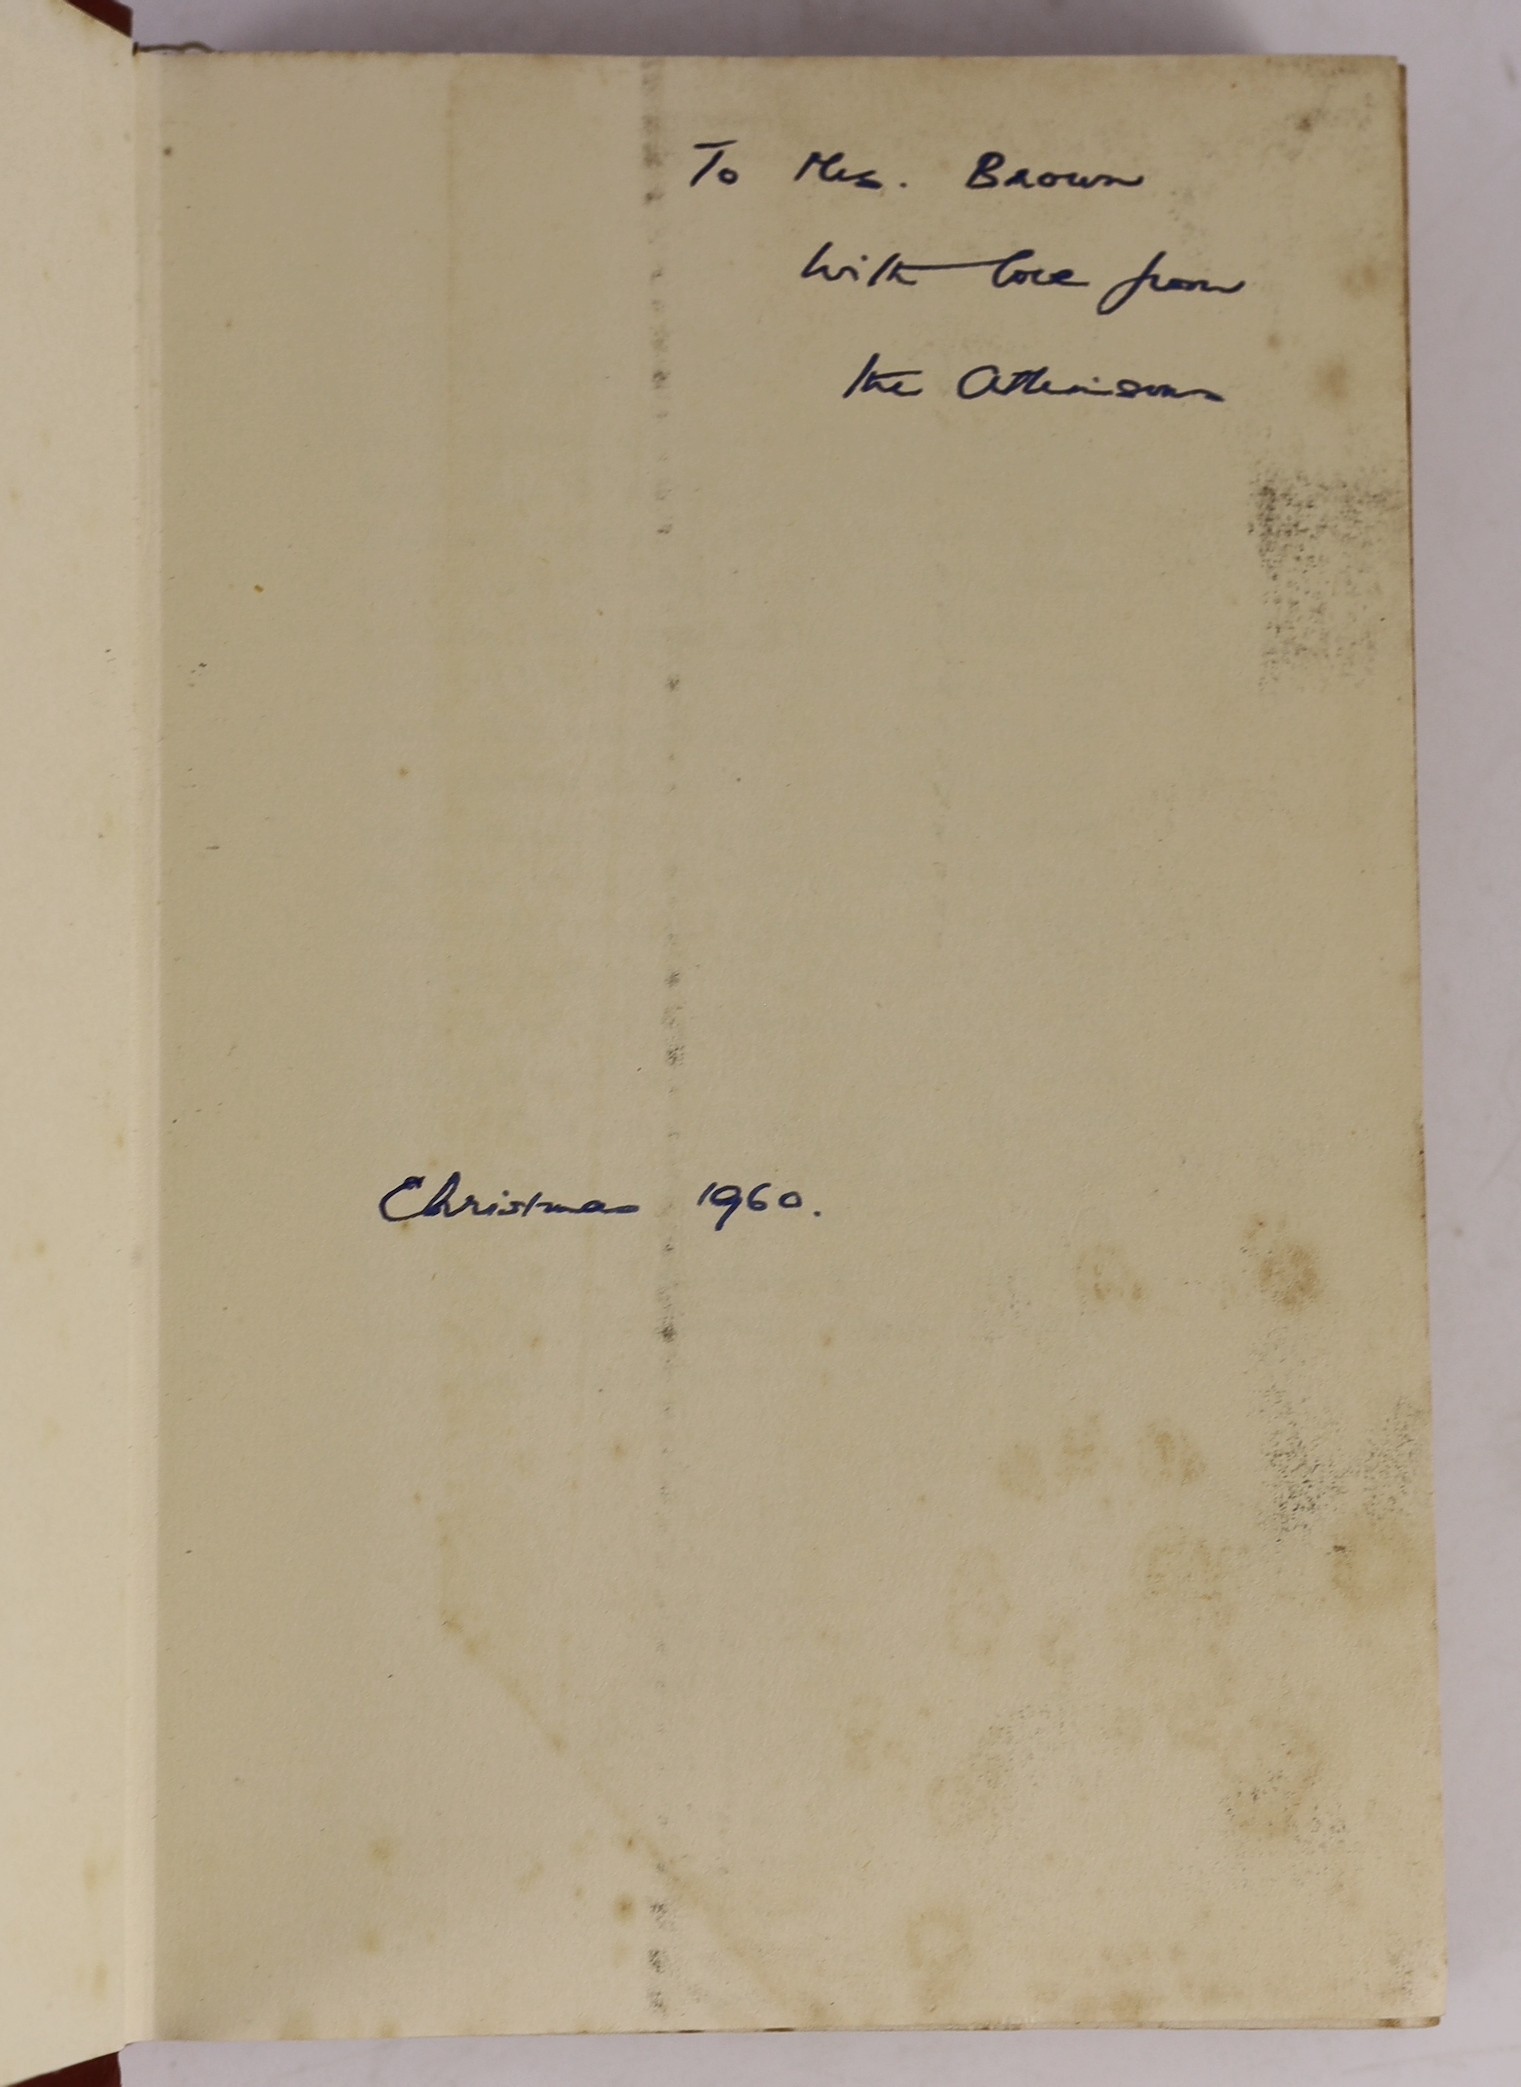 To Mrs. Brown
with love from
the Atkinsons
Christmas 1960.